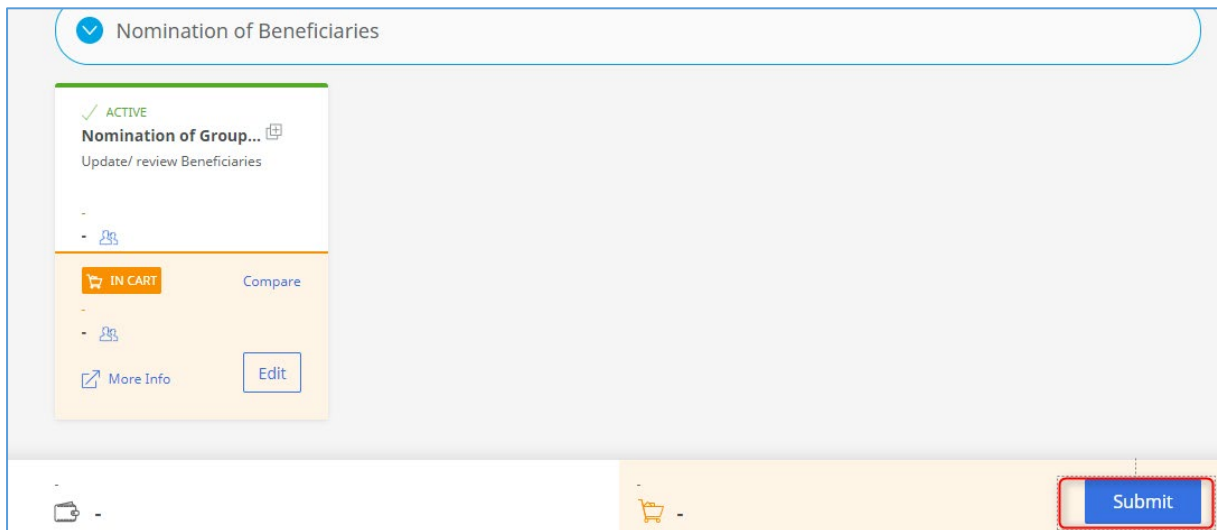 Nomination of Beneficiaries
ACTIVE
Nomination of Group...
Update/ review Beneficiaries
-
-
IN CART
Compare
-
-
More Info
Edit
-
-
-
-
Submit